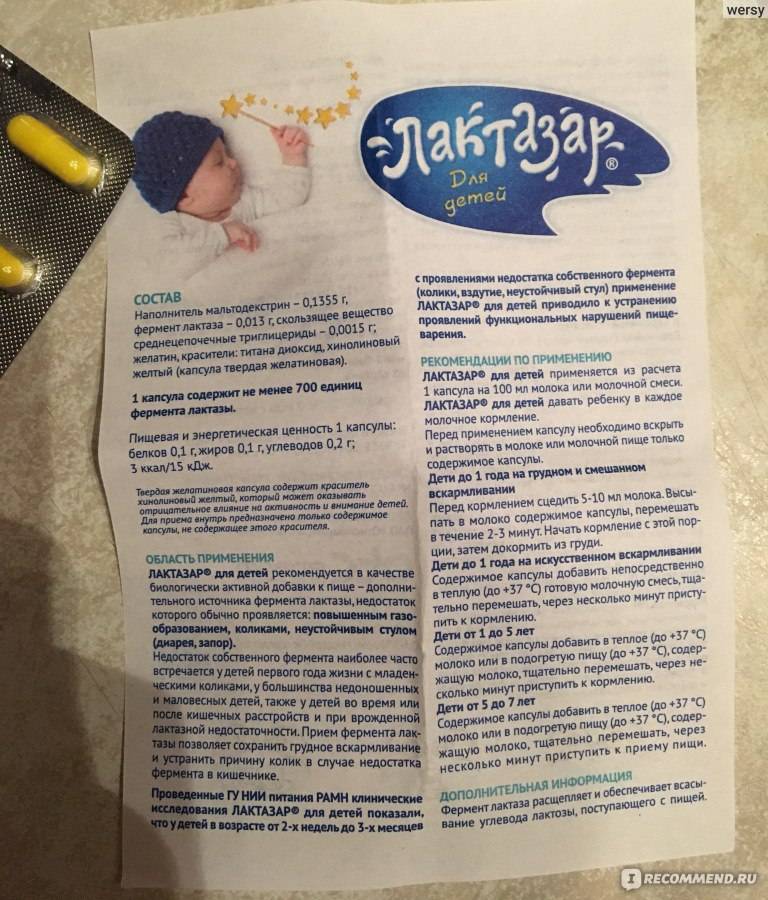 wersy
Лактазар®
Для
детей
СОСТАВ
Наполнитель мальтодекстрин – 0,1355 г,
фермент лактаза – 0,013 г, скользящее вещество
среднецепочечные триглицериды – 0,0015 г;
желатин, красители: титана диоксид, хинолиновый
желтый (капсула твердая желатиновая).
1 капсула содержит не менее 700 единиц
фермента лактазы.
Пищевая и энергетическая ценность 1 капсулы:
белков 0,1 г, жиров 0,1 г, углеводов 0,2 г;
3 ккал/15 кДж.
Твердая желатиновая капсула содержит краситель
хинолиновый желтый, который может оказывать
отрицательное влияние на активность и внимание детей.
Для приема внутрь предназначено только содержимое
капсулы, не содержащее этого красителя.
ОБЛАСТЬ ПРИМЕНЕНИЯ
ЛАКТАЗАР® для детей рекомендуется в качестве
биологически активной добавки к пище – дополни-
тельного источника фермента лактазы, недостаток
которого обычно проявляется: повышенным газо-
образованием, коликами, неустойчивым стулом
(диарея, запор).
Недостаток собственного фермента наиболее часто
встречается у детей первого года жизни с младен-
ческими коликами, у большинства недоношенных
и маловесных детей, также у детей во время или
после кишечных расстройств и при врожденной
лактазной недостаточности. Прием фермента лак-
тазы позволяет сохранить грудное вскармливание
и устранить причину колик в случае недостатка
фермента в кишечнике.
Проведенные ГУ НИИ питания РАМН клинические
исследования ЛАКТАЗАР® для детей показали,
что у детей в возрасте от 2-х недель до 3-х месяцев
с проявлениями недостатка собственного фермента
(колики, вздутие, неустойчивый стул) применение
ЛАКТАЗАР® для детей приводило к устранению
проявлений функциональных нарушений пище-
варения.
РЕКОМЕНДАЦИИ ПО ПРИМЕНЕНИЮ
ЛАКТАЗАР® для детей применяется из расчета
1 капсула на 100 мл молока или молочной смеси.
ЛАКТАЗАР® для детей давать ребенку в каждое
молочное кормление.
Перед применением капсулу необходимо вскрыть
и растворять в молоке или молочной пище только
содержимое капсулы.
Дети до 1 года на грудном и смешанном
вскармливании
Перед кормлением сцедить 5-10 мл молока. Высы-
пать в молоко содержимое капсулы, перемешать
в течение 2-3 минут. Начать кормление с этой пор-
ции, затем докормить из груди.
Дети до 1 года на искусственном вскармливании
Содержимое капсулы добавить непосредственно
в теплую (до +37 °C) готовую молочную смесь, тща-
тельно перемешать, через несколько минут присту-
пить к кормлению.
Дети от 1 до 5 лет
Содержимое капсулы добавить в теплое (до +37 °C)
молоко или в подогретую пищу (до +37 °C), содер-
жащую молоко, тщательно перемешать, через не-
сколько минут приступить к кормлению.
Дети от 5 до 7 лет
Содержимое капсулы добавить в теплое (до +37 °C)
молоко или в подогретую пищу (до +37 °C), содер-
жащую молоко, тщательно перемешать, через
несколько минут приступить к приему пищи.
ДОПОЛНИТЕЛЬНАЯ ИНФОРМАЦИЯ
Фермент лактаза расщепляет и обеспечивает всасы-
вание углевода лактозы, поступающего с пищей.
IRECOMMEND.RU